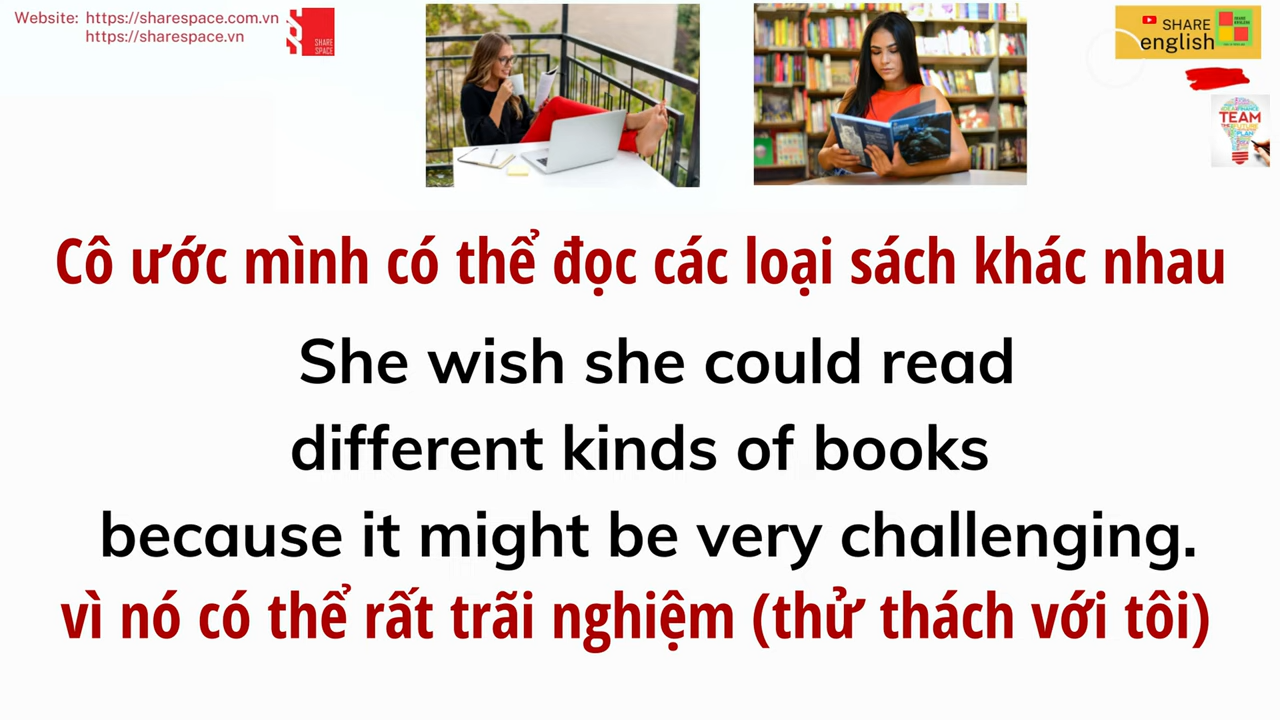 Website: https://sharespace.com.vn
https://sharespace.vn
SHARE
SPACE
SHARE
english
TEAM
Cô ước mình có thể đọc các loại sách khác nhau
She wish she could read
different kinds of books
because it might be very challenging.
vì nó có thể rất trãi nghiệm (thử thách với tôi)